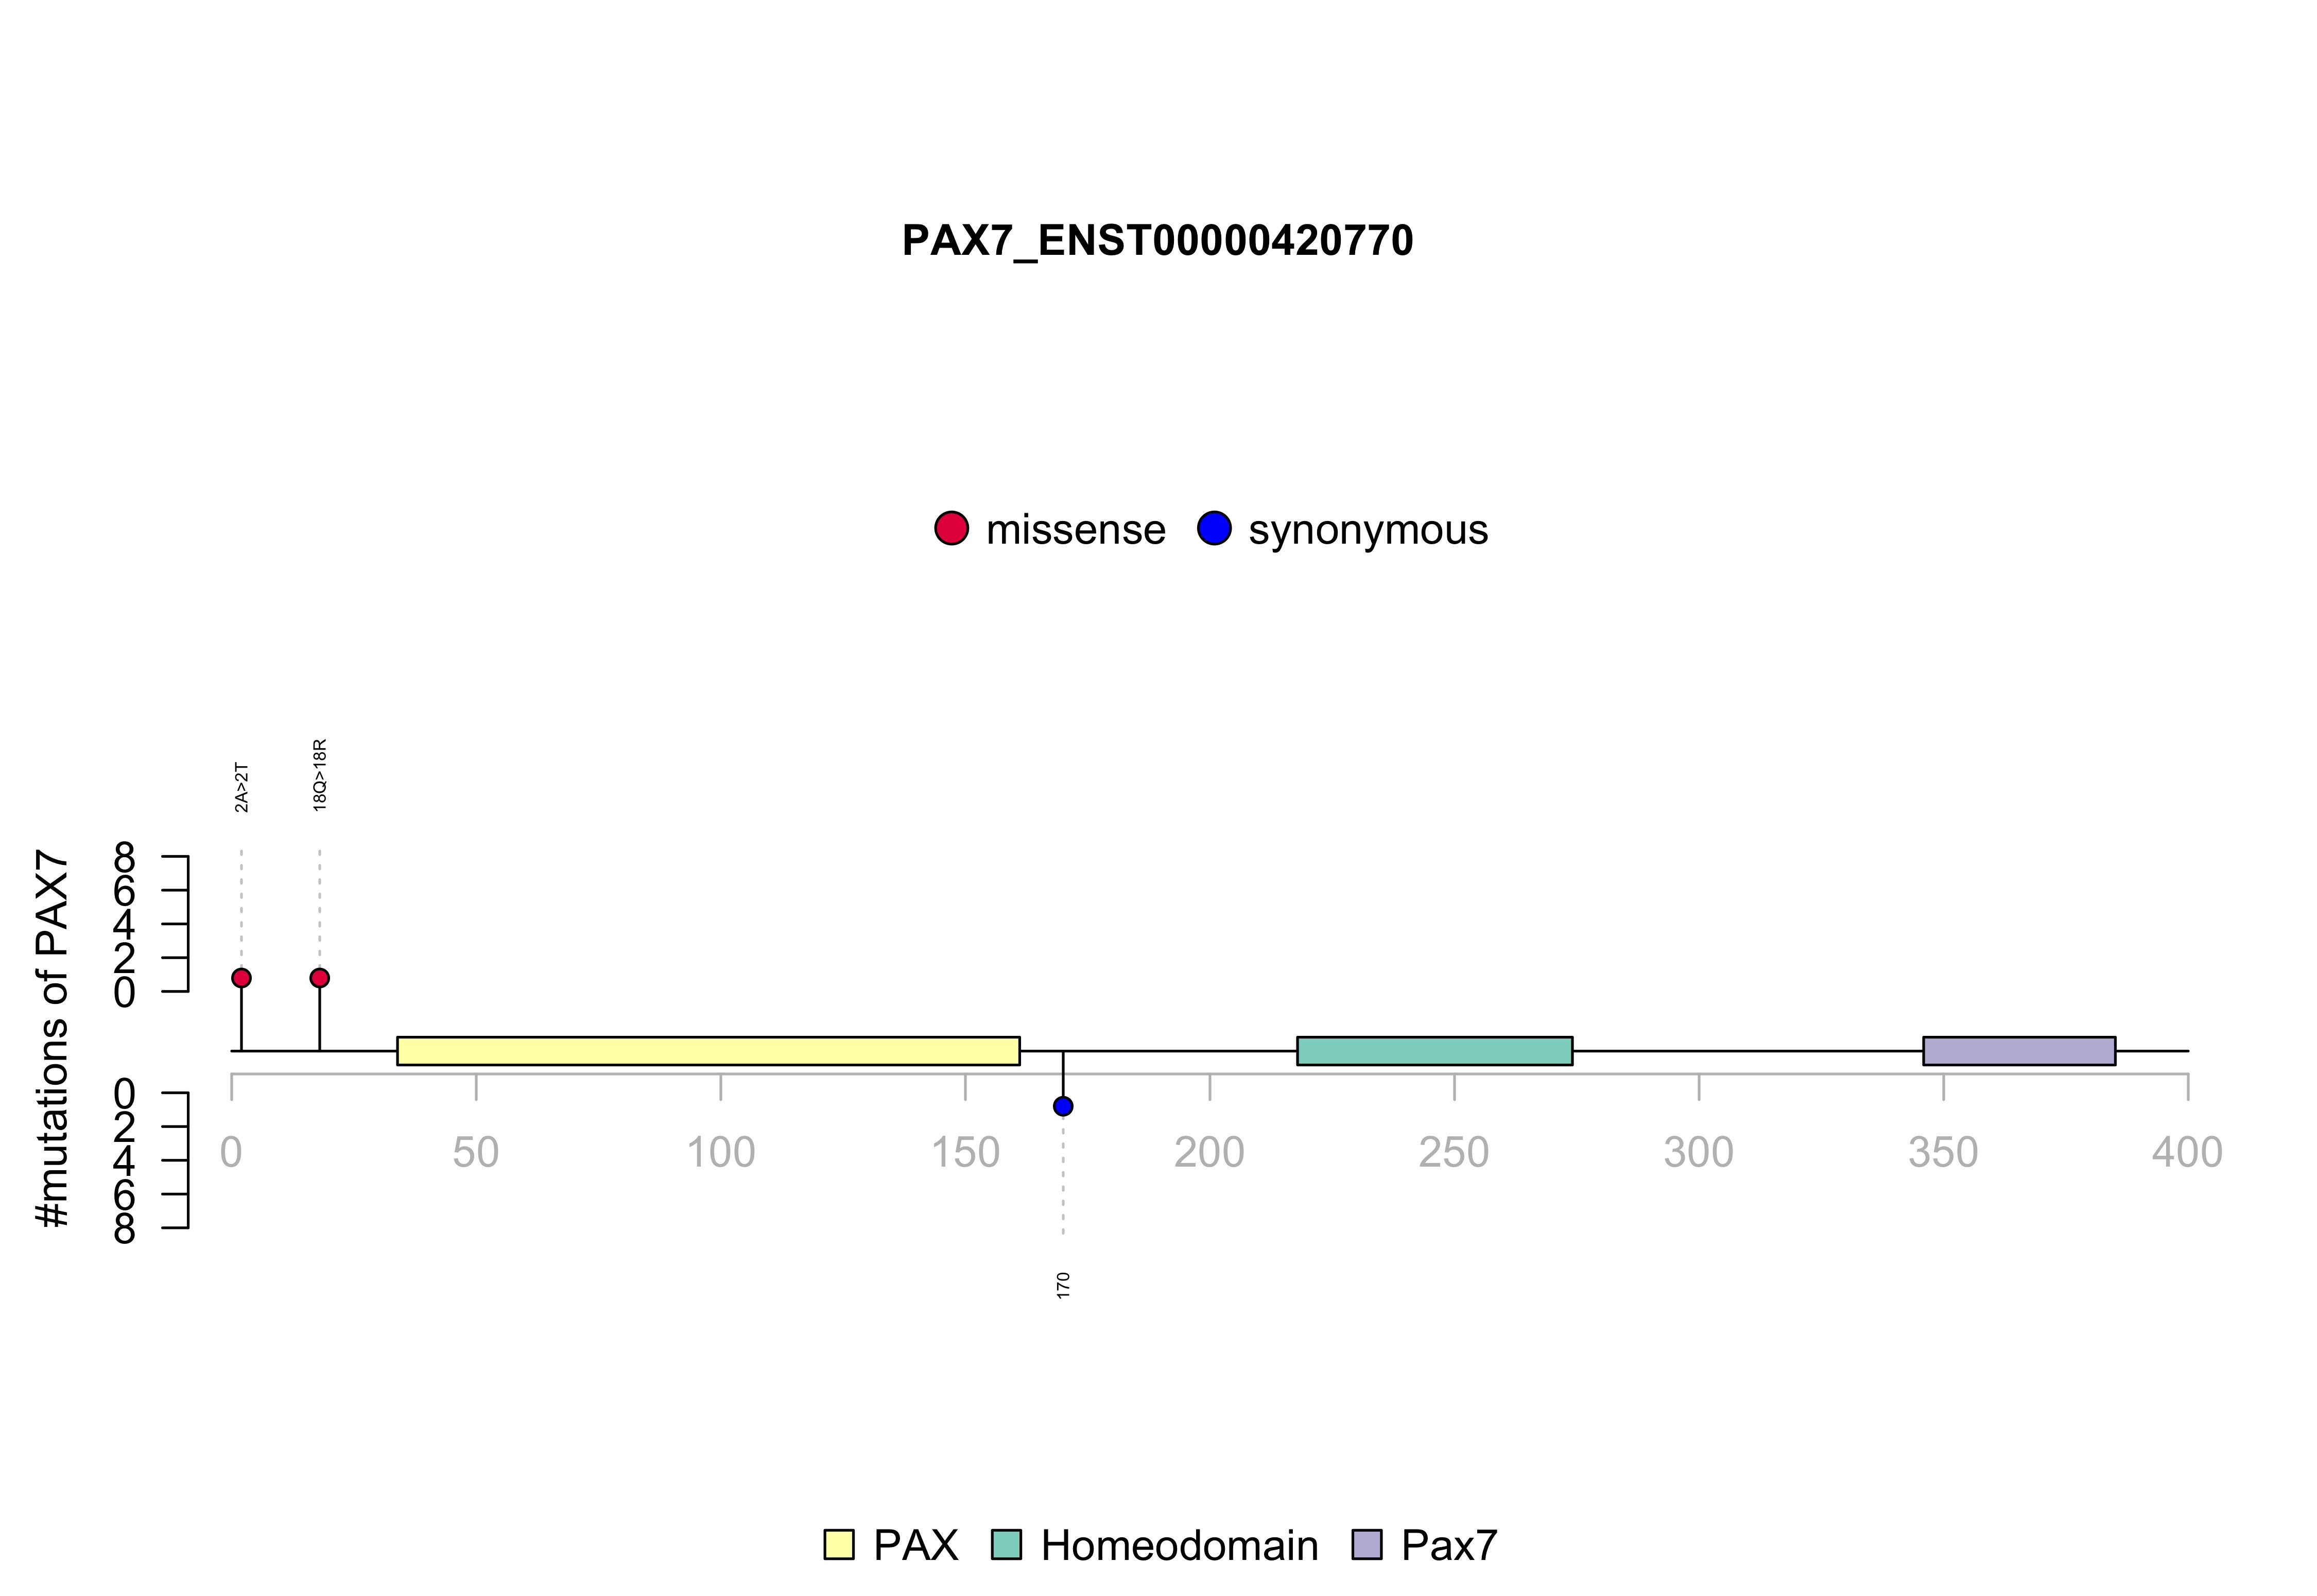 PAX7_ENST00000420770
missense synonymous
2A>2T
18Q>18R
#mutations of PAX7
8
6
4
2
0
0
2
4
6
8
0 50 100 150 200 250 300 350 400
170
PAX Homeodomain Pax7